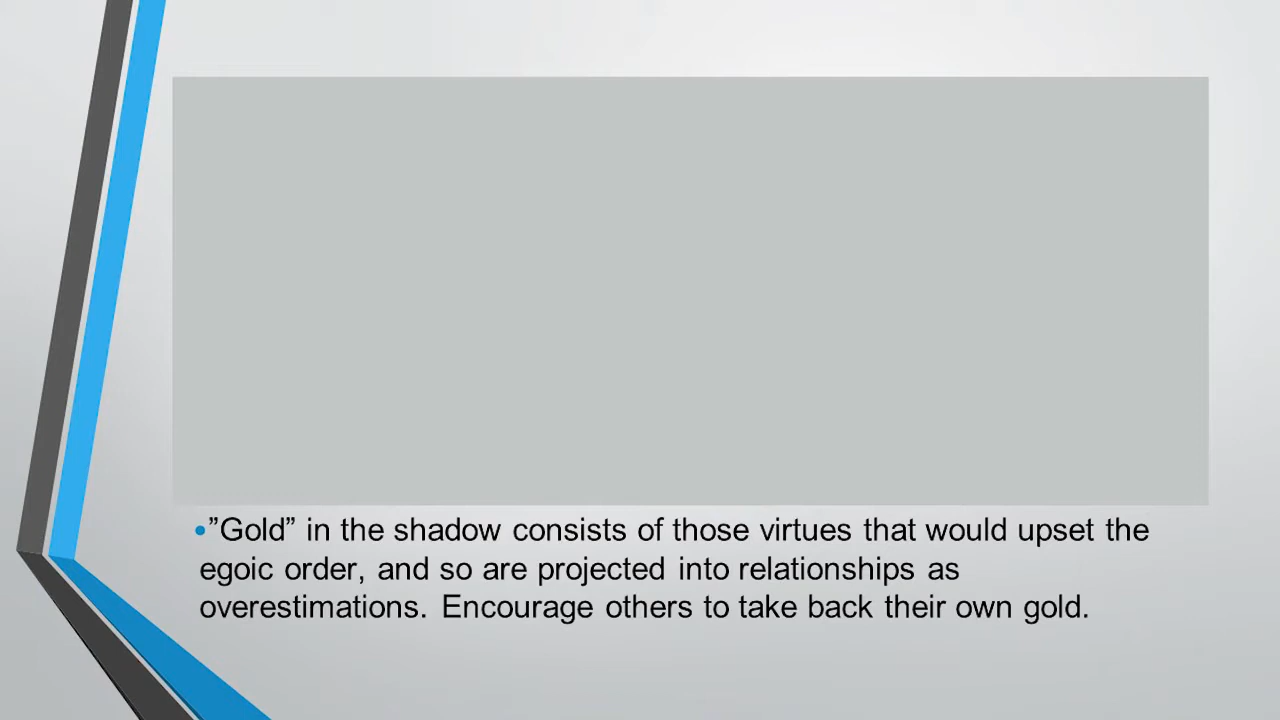 •”Gold” in the shadow consists of those virtues that would upset the
egoic order, and so are projected into relationships as
overestimations.  Encourage others to take back their own gold.